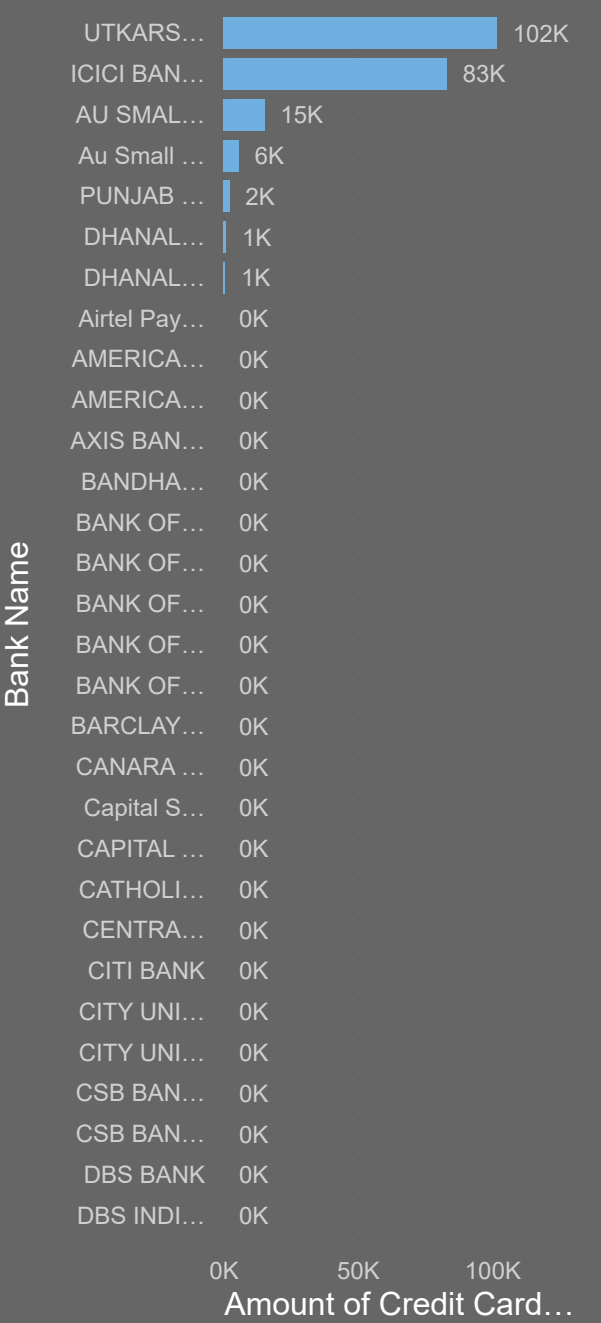 UTKARS… 102K
ICICI BAN… 83K
AU SMAL… 15K
Au Small … 6K
PUNJAB … 2K
DHANAL… 1K
DHANAL… 1K
Airtel Pay… 0K
AMERICA… 0K
AMERICA… 0K
AXIS BAN… 0K
BANDHA… 0K
BANK OF… 0K
BANK OF… 0K
BANK OF… 0K
BANK OF… 0K
BANK OF… 0K
BARCLAY… 0K
CANARA … 0K
Capital S… 0K
CAPITAL … 0K
CATHOLI… 0K
CENTRA… 0K
CITI BANK 0K
CITY UNI… 0K
CITY UNI… 0K
CSB BAN… 0K
CSB BAN… 0K
DBS BANK 0K
DBS INDI… 0K
Bank Name
0K 50K 100K
Amount of Credit Card…